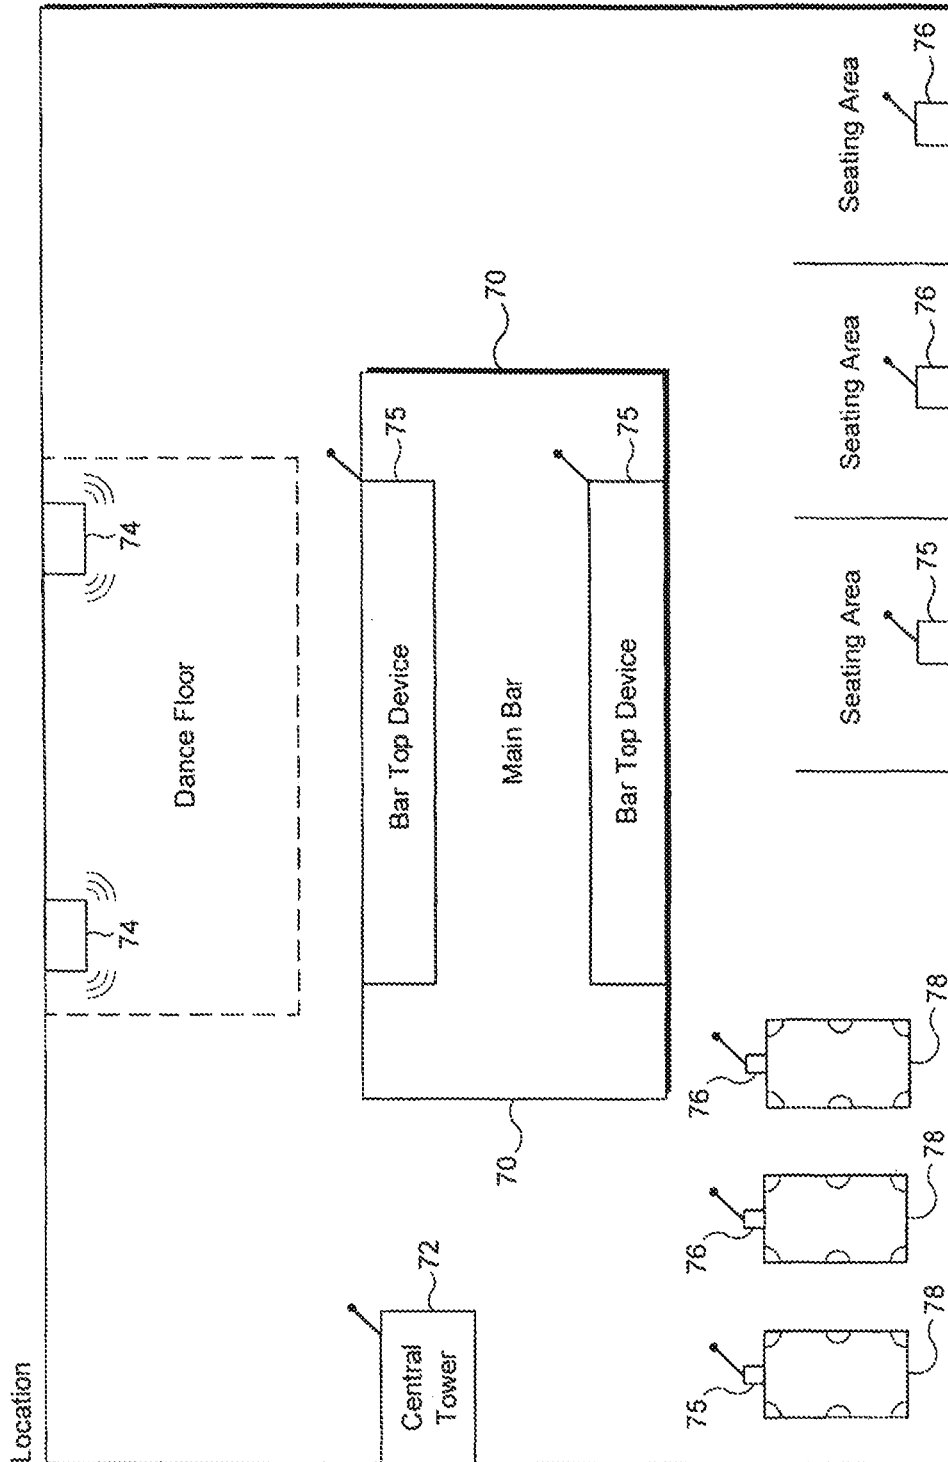 Location
74
74
Dance Floor
70
75
Bar Top Device
Main Bar
75
Bar Top Device
70
72
Central
Tower
75
76
76
78
78
78
Seating Area
75
Seating Area
76
Seating Area
76